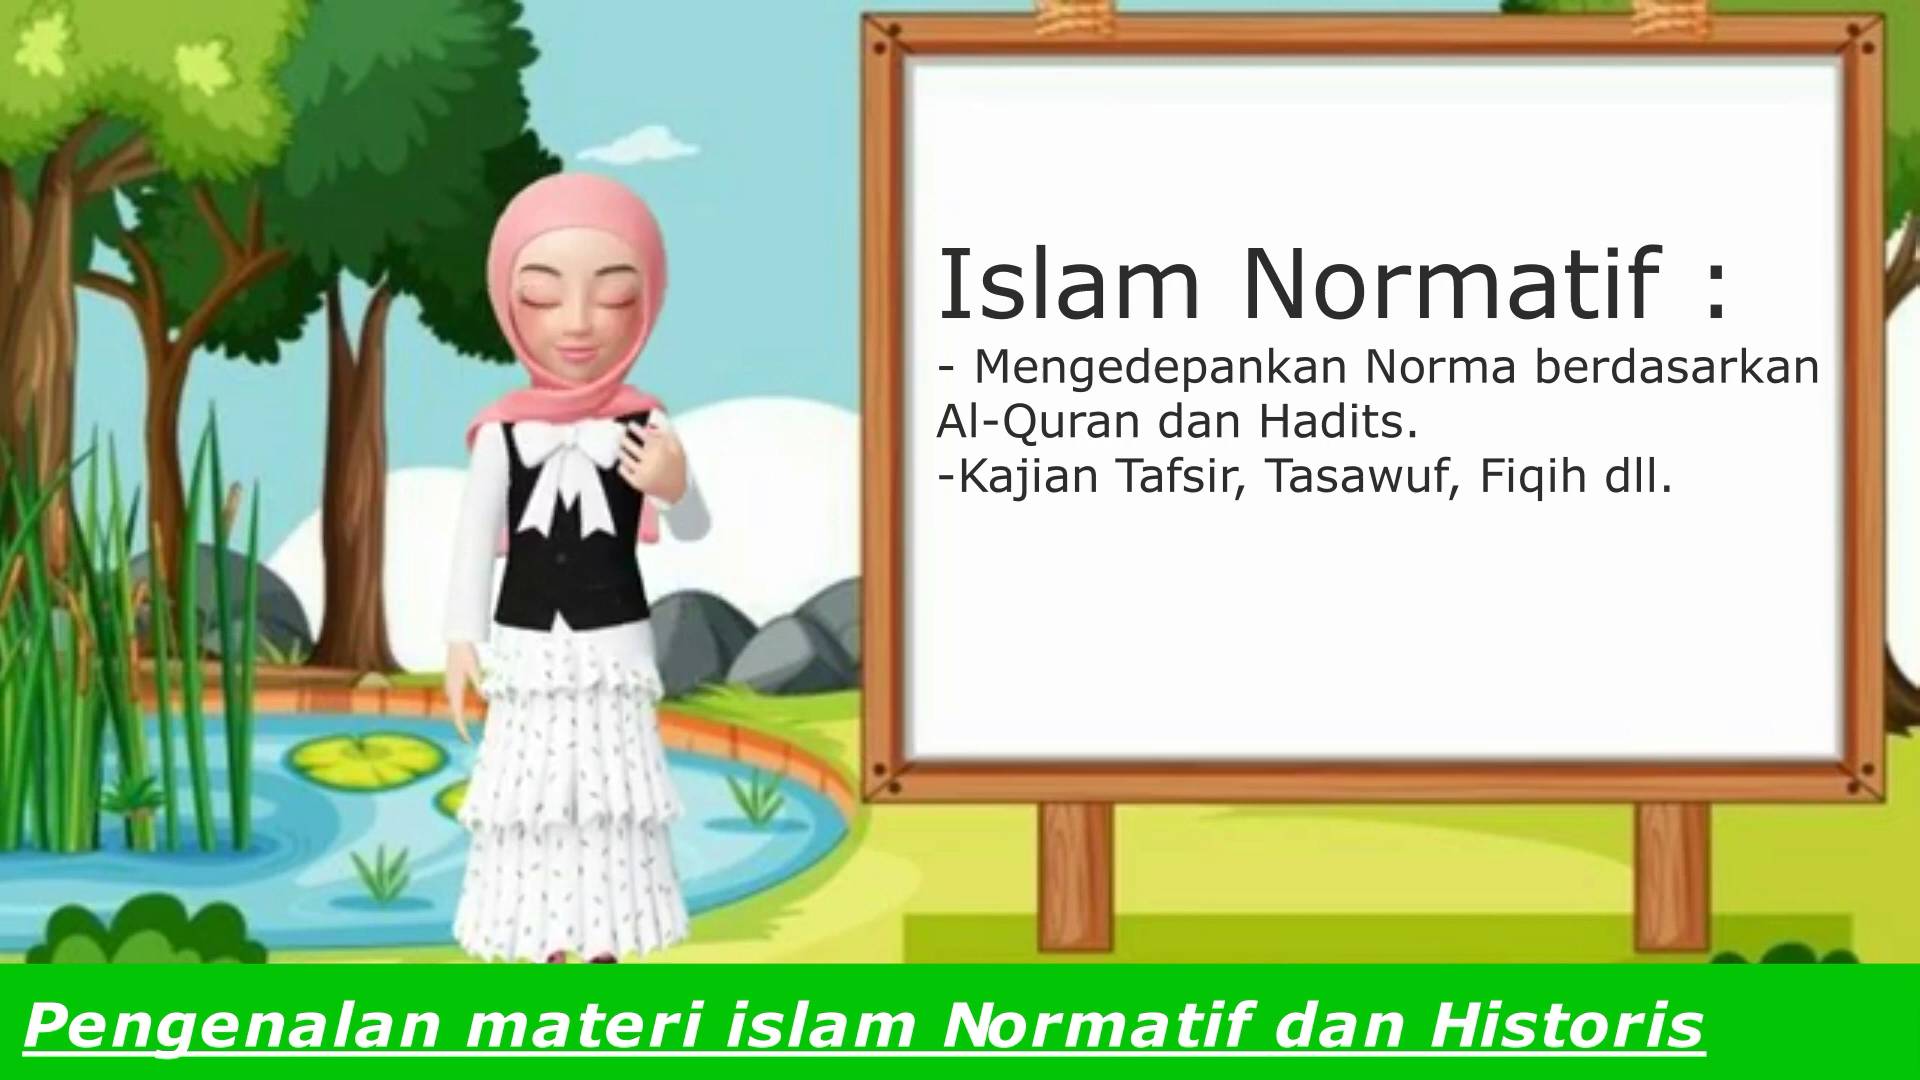 Islam Normatif :
- Mengedepankan Norma berdasarkan
Al-Quran dan Hadits.
-Kajian Tafsir, Tasawuf, Fiqih dll.
Pengenalan materi islam Normatif dan Historis